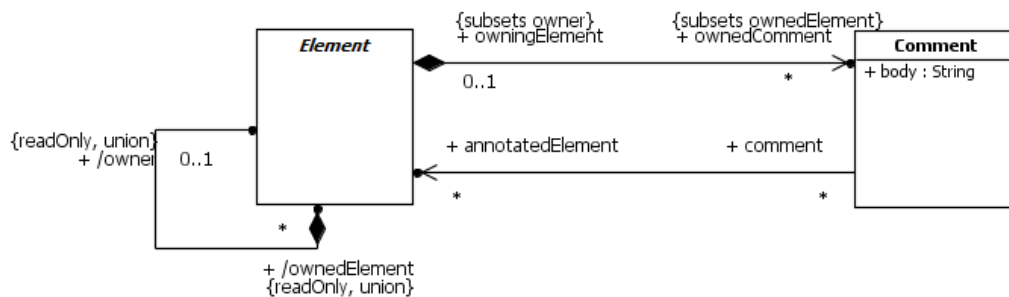 {subsets owner}
+ owningElement
{subsets ownedElement}
+ ownedComment
Element
Comment
+ body : String
0..1
*
{readOnly, union}
+ /owner
0..1
+ annotatedElement
+ comment
*
*
*
+ /ownedElement
{readOnly, union}